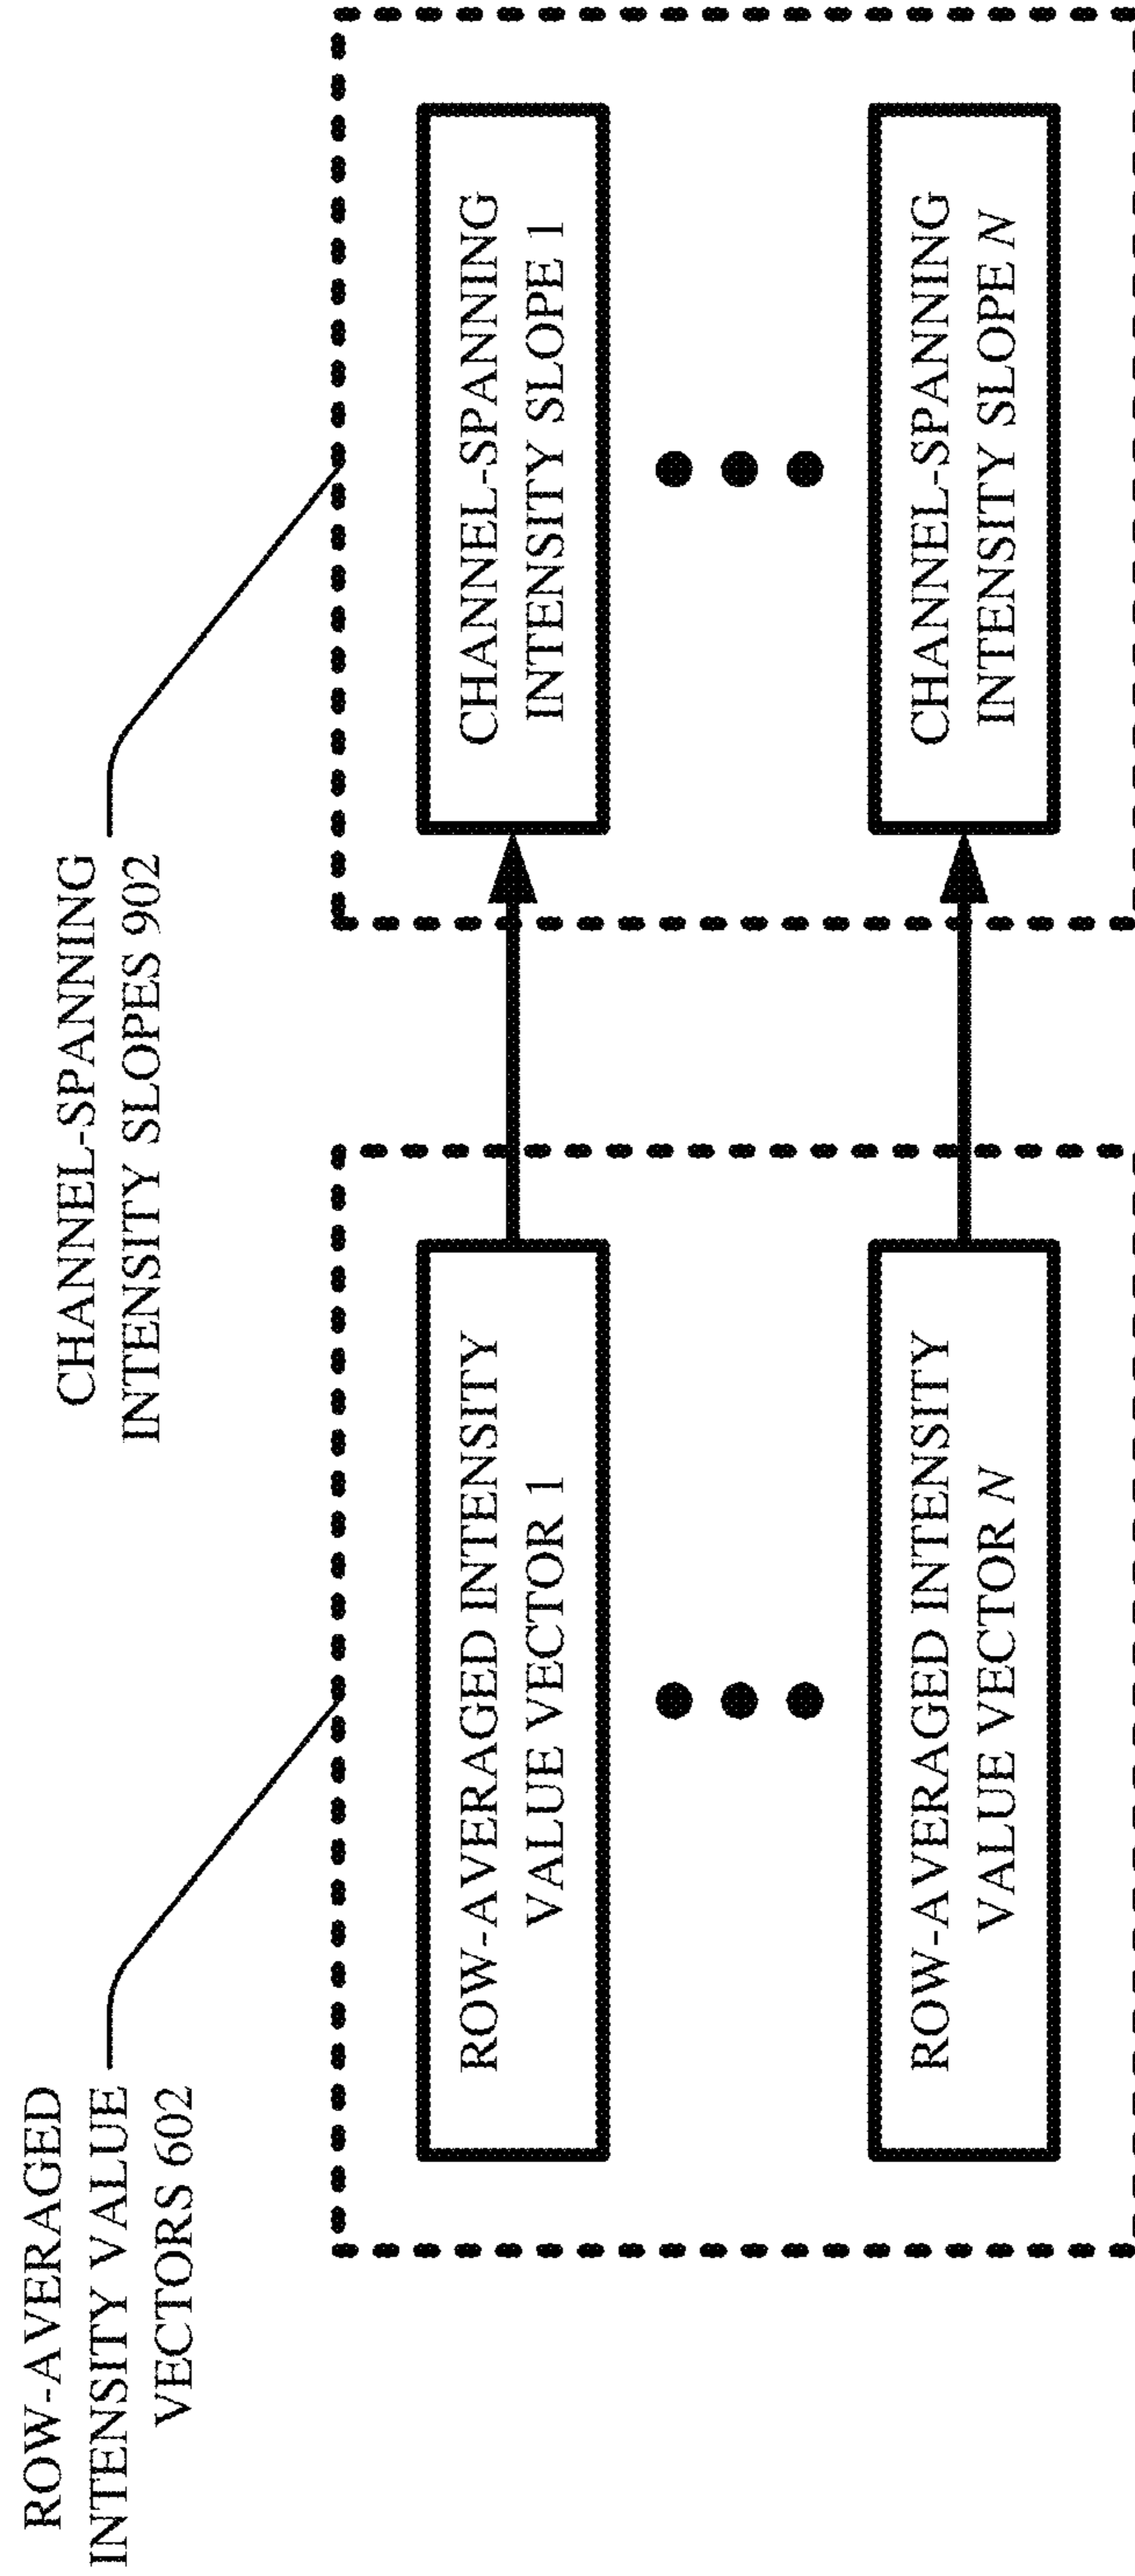 ROW-AVERAGED
INTENSITY VALUE
VECTORS 602
CHANNEL-SPANNING
INTENSITY SLOPES 902
ROW-AVERAGED INTENSITY
VALUE VECTOR 1
CHANNEL-SPANNING
INTENSITY SLOPE 1
ROW-AVERAGED INTENSITY
VALUE VECTOR N
CHANNEL-SPANNING
INTENSITY SLOPE N